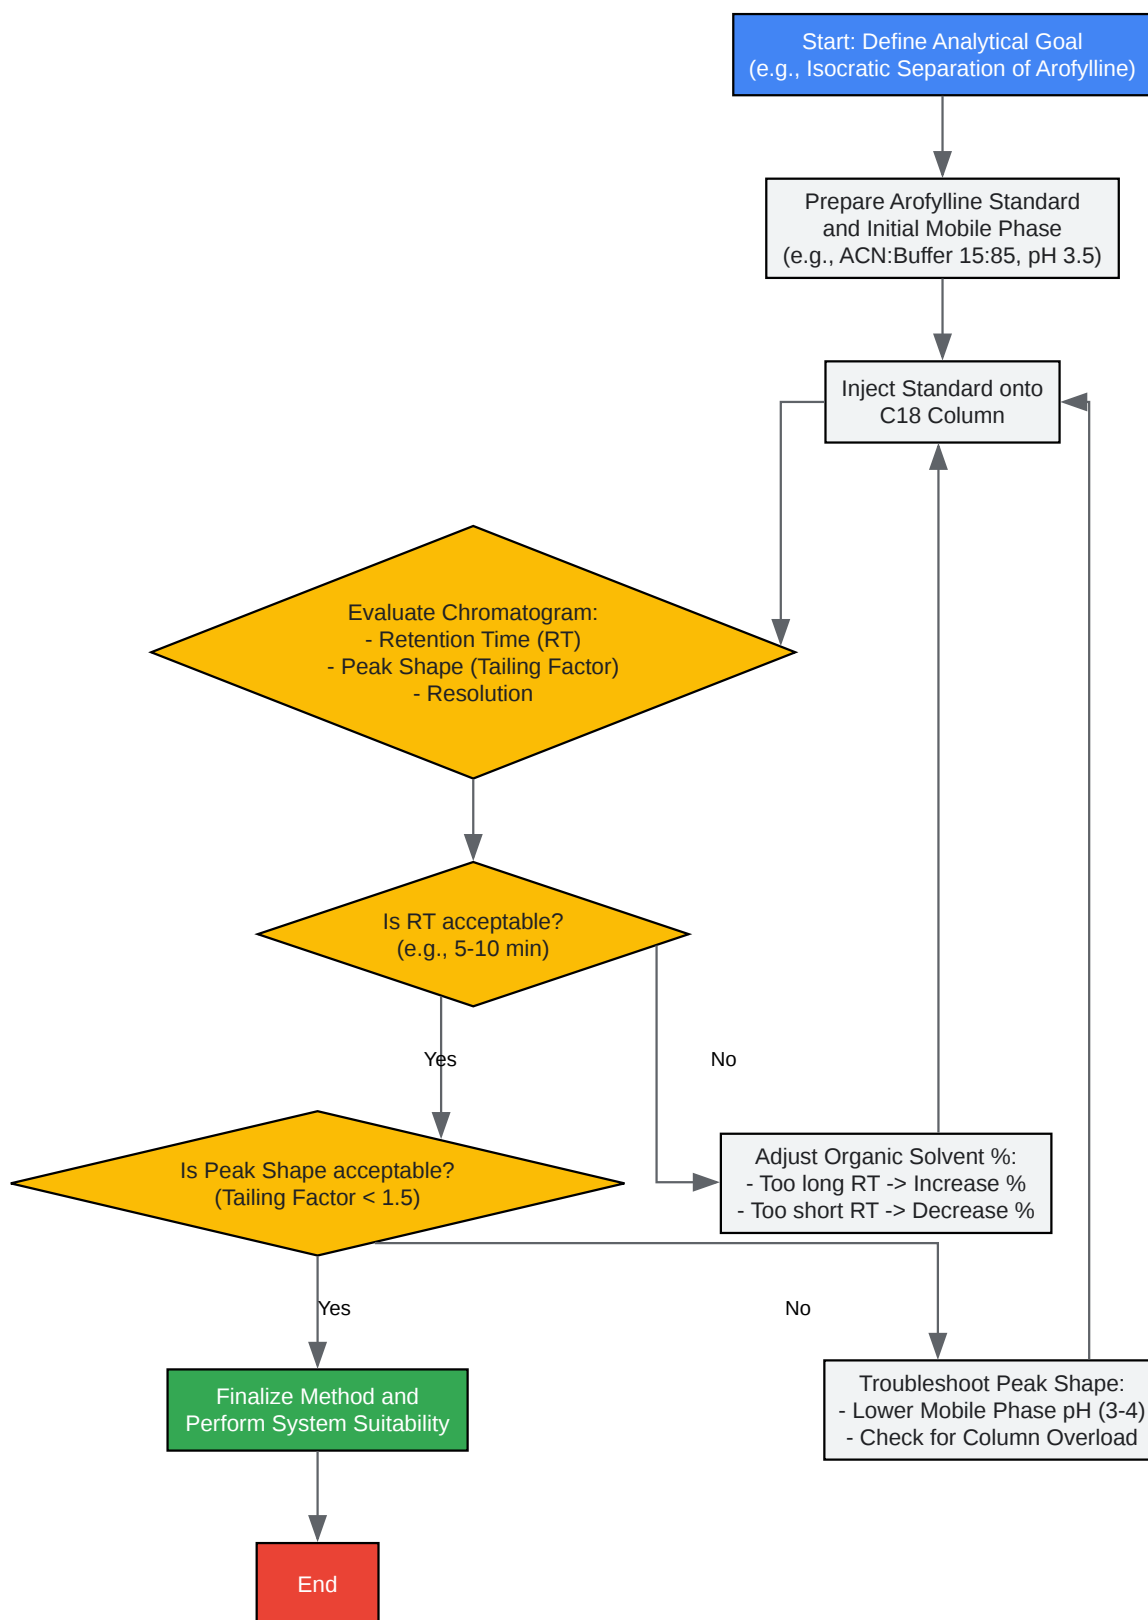 Start: Define Analytical Goal
(e.g., Isocratic Separation of Arofylline)
Prepare Arofylline Standard
and Initial Mobile Phase
(e.g., ACN:Buffer 15:85, pH 3.5)
Inject Standard onto
C18 Column
Evaluate Chromatogram:
- Retention Time (RT)
- Peak Shape (Tailing Factor)
- Resolution
Is RT acceptable?
(e.g., 5-10 min)
Yes
No
Is Peak Shape acceptable?
(Tailing Factor < 1.5)
Adjust Organic Solvent %:
- Too long RT -> Increase %
- Too short RT -> Decrease %
Yes
No
Finalize Method and
Perform System Suitability
Troubleshoot Peak Shape:
- Lower Mobile Phase pH (3-4)
- Check for Column Overload
End